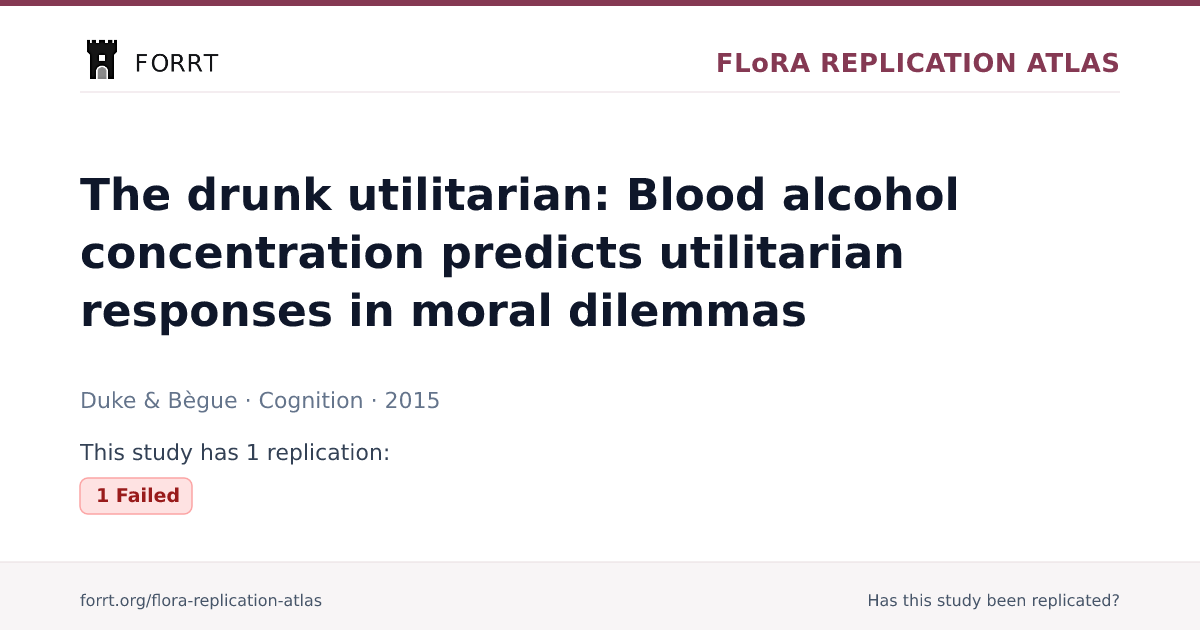 FORRT
FLoRA REPLICATION ATLAS
The drunk utilitarian: Blood alcohol
concentration predicts utilitarian
responses in moral dilemmas
Duke & Bègue · Cognition · 2015
This study has 1 replication:
1 Failed
forrt.org/flora-replication-atlas
Has this study been replicated?